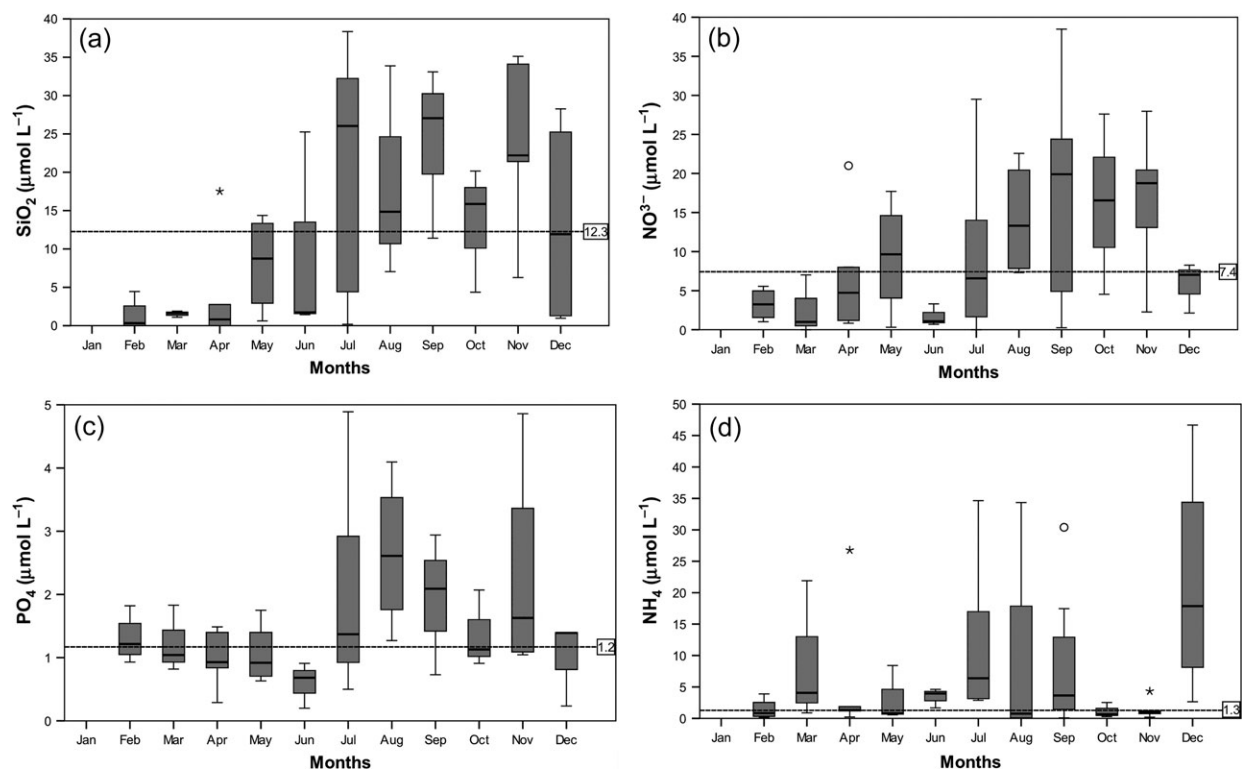 (a)
SiO₂ (μmol L⁻¹)
40
35
30
25
20
15
10
5
0
12.3
Jan Feb Mar Apr May Jun Jul Aug Sep Oct Nov Dec
Months
(b)
NO³⁻ (μmol L⁻¹)
40
35
30
25
20
15
10
5
0
7.4
Jan Feb Mar Apr May Jun Jul Aug Sep Oct Nov Dec
Months
(c)
PO₄ (μmol L⁻¹)
5
4
3
2
1
0
1.2
Jan Feb Mar Apr May Jun Jul Aug Sep Oct Nov Dec
Months
(d)
NH₄ (μmol L⁻¹)
50
45
40
35
30
25
20
15
10
5
0
1.3
Jan Feb Mar Apr May Jun Jul Aug Sep Oct Nov Dec
Months